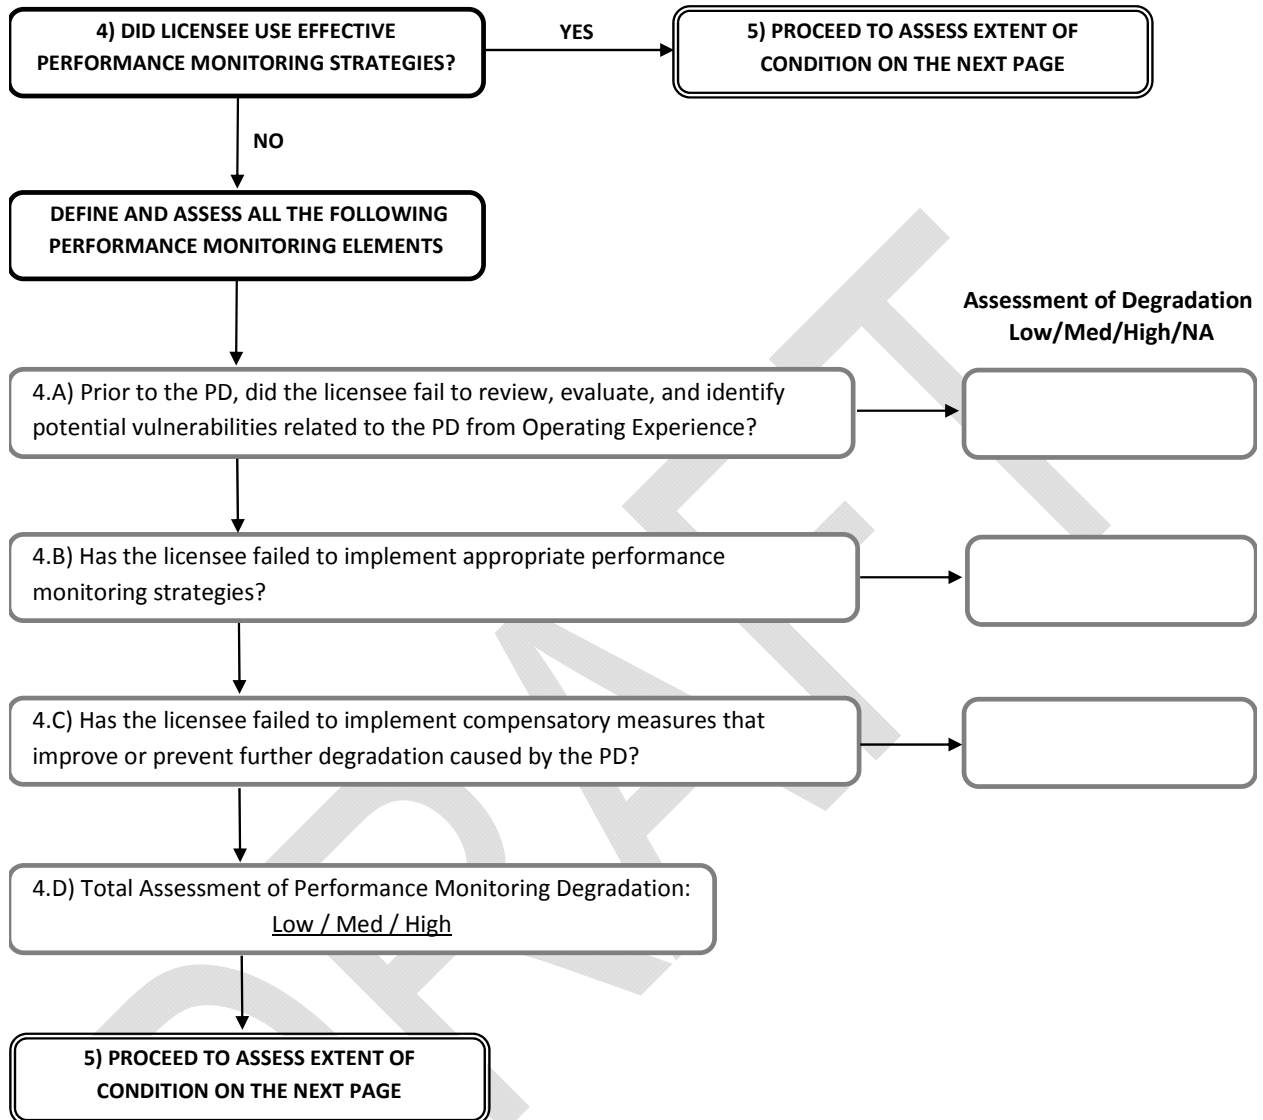 4) DID LICENSEE USE EFFECTIVE
PERFORMANCE MONITORING STRATEGIES?
YES
5) PROCEED TO ASSESS EXTENT OF
CONDITION ON THE NEXT PAGE
NO
DEFINE AND ASSESS ALL THE FOLLOWING
PERFORMANCE MONITORING ELEMENTS
Assessment of Degradation
Low/Med/High/NA
4.A) Prior to the PD, did the licensee fail to review, evaluate, and identify
potential vulnerabilities related to the PD from Operating Experience?
4.B) Has the licensee failed to implement appropriate performance
monitoring strategies?
4.C) Has the licensee failed to implement compensatory measures that
improve or prevent further degradation caused by the PD?
4.D) Total Assessment of Performance Monitoring Degradation:
Low / Med / High
5) PROCEED TO ASSESS EXTENT OF
CONDITION ON THE NEXT PAGE
DRAFT